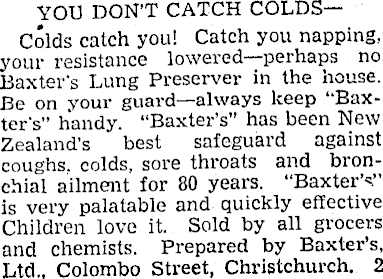 YOU DON'T CATCH COLDS—
Colds catch you! Catch you napping,
your resistance lowered—perhaps no
Baxter's Lung Preserver in the house.
Be on your guard—always keep "Bax-
ter's" handy. "Baxter's" has been New
Zealand's best safeguard against
coughs, colds, sore throats and bron-
chial ailment for 80 years. "Baxter's"
is very palatable and quickly effective
Children love it. Sold by all grocers
and chemists. Prepared by Baxter's,
Ltd., Colombo Street, Christchurch. 2